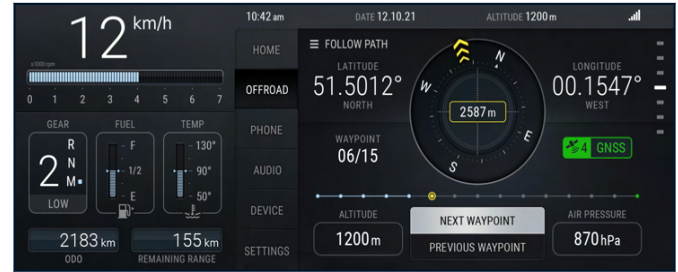 12 km/h
x1000 rpm
0 1 2 3 4 5 6 7
GEAR
R
2 N
M
LOW
FUEL
F
1/2
E
TEMP
130°
90°
50°
2183 km
ODO
155 km
REMAINING RANGE
10:42 am
DATE 12.10.21
ALTITUDE 1200 m
HOME
OFFROAD
PHONE
AUDIO
DEVICE
SETTINGS
FOLLOW PATH
LATITUDE
51.5012°
NORTH
WAYPOINT
06/15
N
W
E
S
2587 m
LONGITUDE
00.1547°
WEST
4 GNSS
ALTITUDE
1200 m
NEXT WAYPOINT
PREVIOUS WAYPOINT
AIR PRESSURE
870 hPa